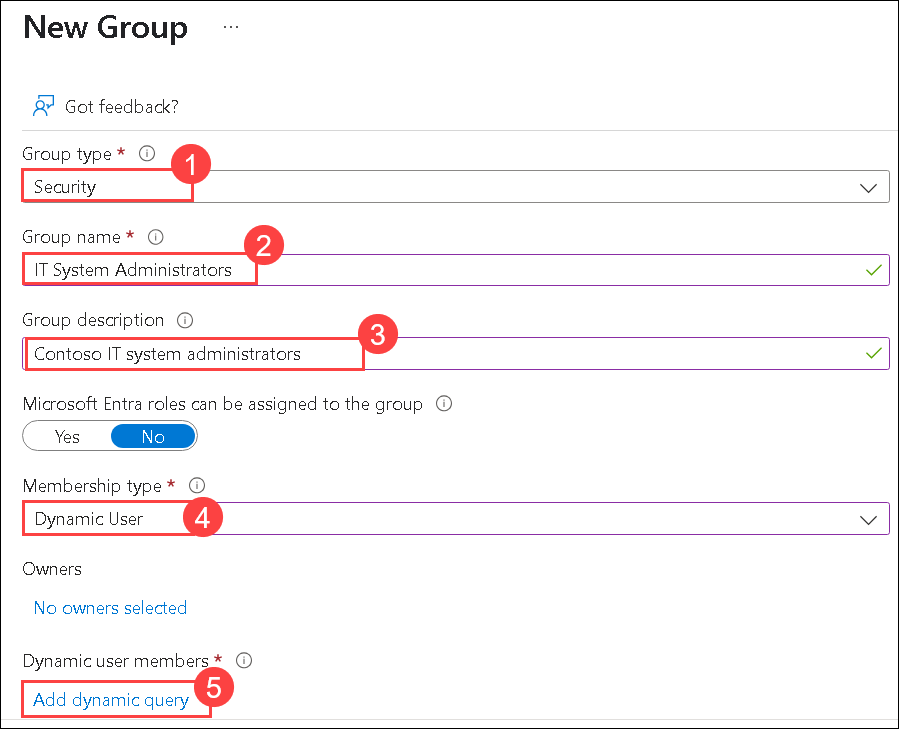 New Group ...
Got feedback?
Group type *
1
Security
Group name *
2
IT System Administrators
Group description
3
Contoso IT system administrators
Microsoft Entra roles can be assigned to the group
Yes No
Membership type *
Dynamic User 4
Owners
No owners selected
Dynamic user members *
5
Add dynamic query